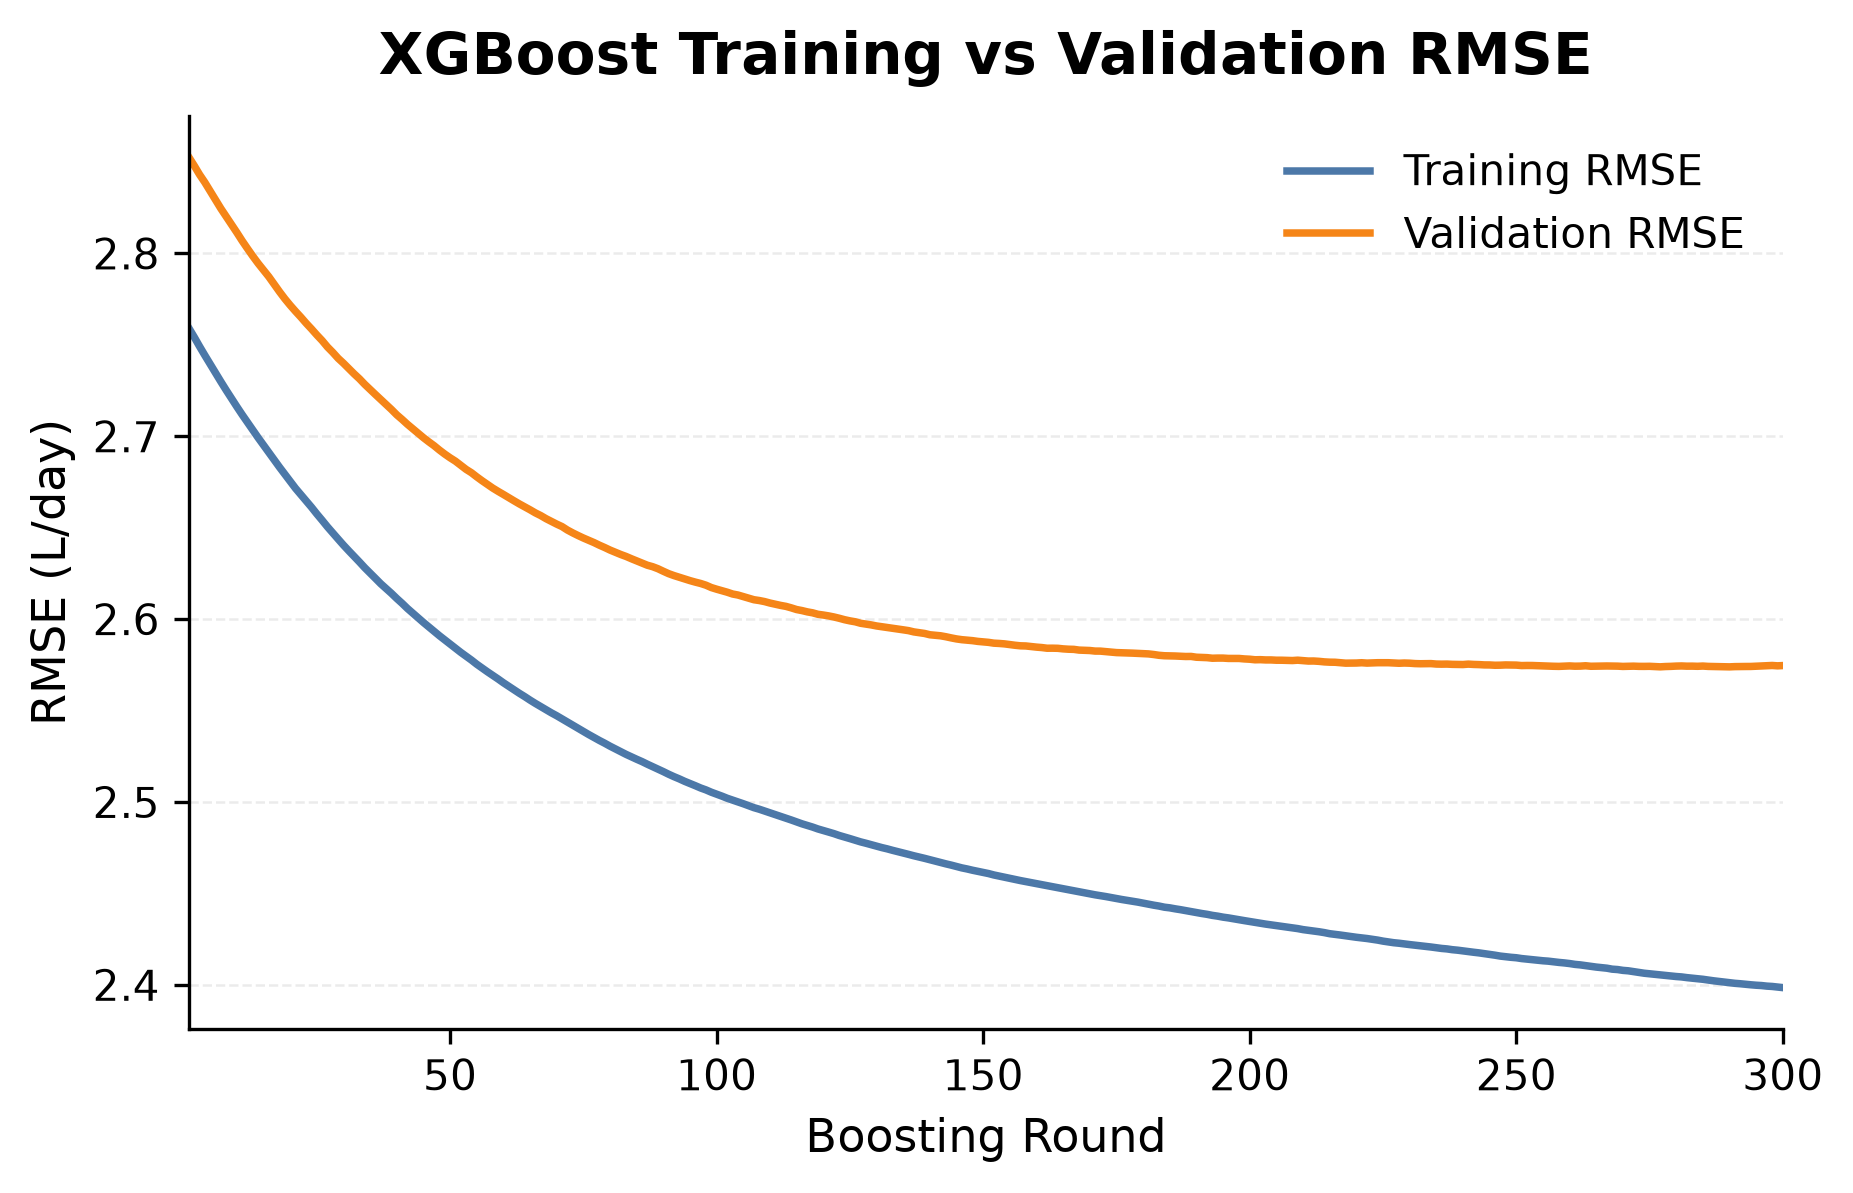 XGBoost Training vs Validation RMSE
Training RMSE
Validation RMSE
RMSE (L/day)
2.8
2.7
2.6
2.5
2.4
50 100 150 200 250 300
Boosting Round